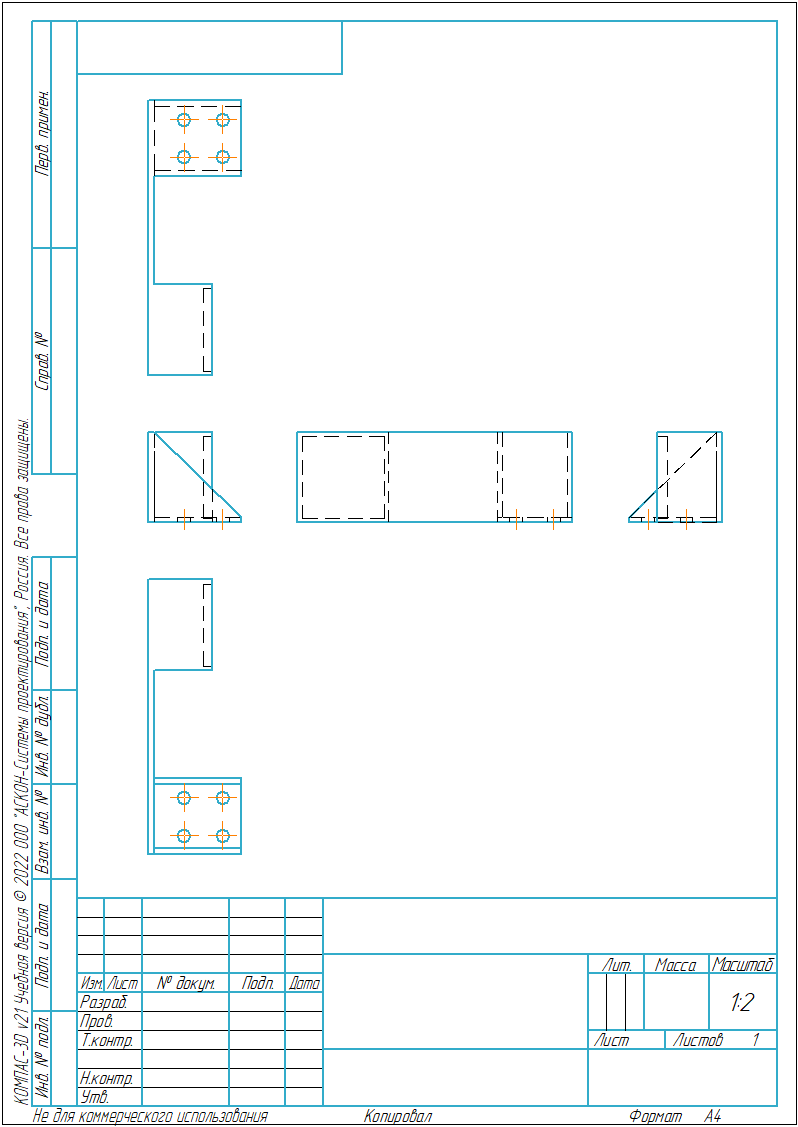 Перв. примен.
Справ. №
Подп. и дата
Инв. № дубл.
Взам. инв. №
Подп. и дата
Инв. № подл.
КОМПАС-3D v21 Учебная версия © 2022 ООО "АСКОН-Системы проектирования", Россия. Все права защищены.
Изм. Лист № докум. Подп. Дата
Разраб.
Пров.
Т.контр.
Н.контр.
Утв.
Лит. Масса Масштаб
1:2
Лист Листов 1
Не для коммерческого использования Копировал Формат A4